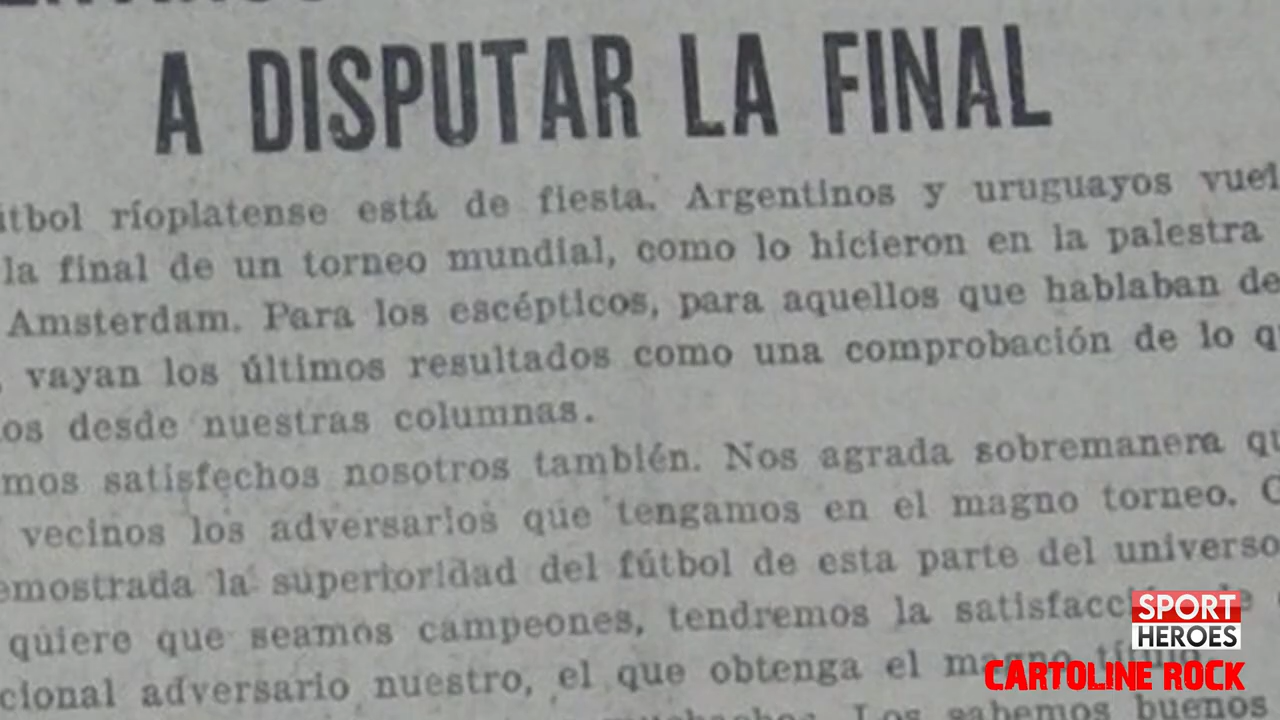 A DISPUTAR LA FINAL
útbol ríoplatense está de fiesta. Argentinos y uruguayos
la final de un torneo mundial, como lo hicieron en la palestra
Amsterdam. Para los escépticos, para aquellos que hablaban de
, vayan los últimos resultados como una comprobación de lo
os desde nuestras columnas.
mos satisfechos nosotros también. Nos agrada sobremanera
vecinos los adversarios que tengamos en el magno torneo.
emostrada la superioridad del fútbol de esta parte del universo
quiere que seamos campeones, tendremos la
cional adversario nuestro, el que obtenga el magno
Los sabemos buenos
SPORT
HEROES
CARTOLINE ROCK